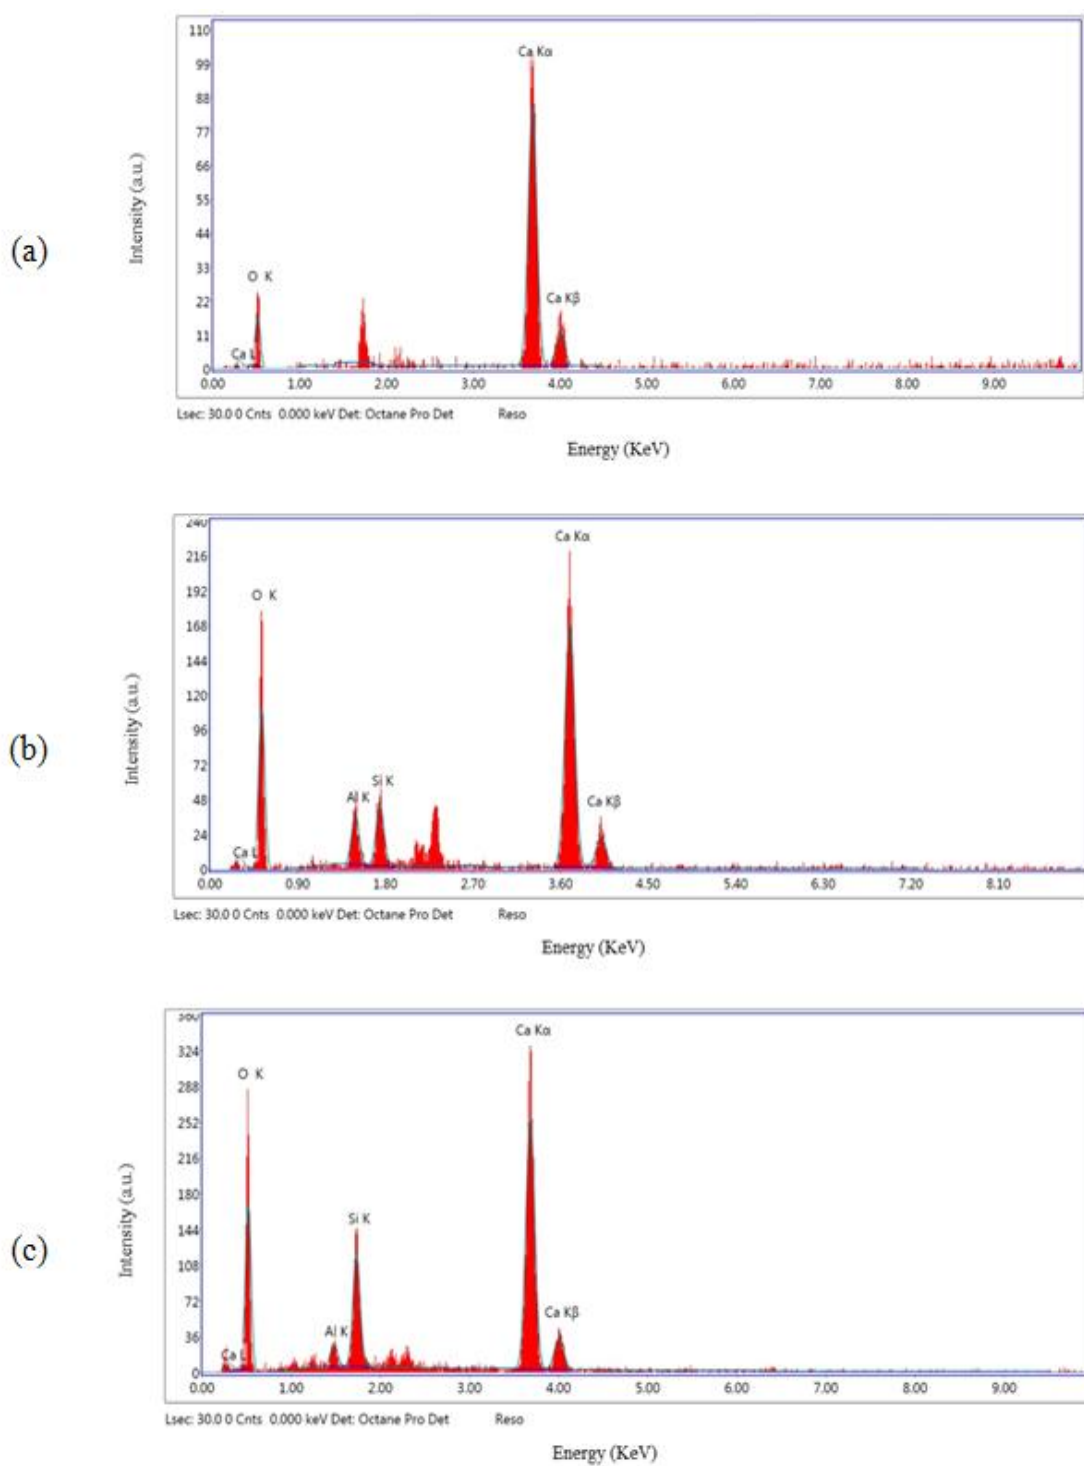 110
Ca Kα
99
88
77
66
(a)
Intensity (a.u.)
55
44
33
O K
22
Ca Kβ
11
Ca L
0
0.00 1.00 2.00 3.00 4.00 5.00 6.00 7.00 8.00 9.00
Lsec: 30.0 0 Cnts 0.000 keV Det: Octane Pro Det Reso
Energy (KeV)
240
Ca Kα
216
O K
192
168
144
(b)
Intensity (a.u.)
120
96
72
Si K
Al K
Ca Kβ
48
24
Ca L
0
0.00 0.90 1.80 2.70 3.60 4.50 5.40 6.30 7.20 8.10
Lsec: 30.0 0 Cnts 0.000 keV Det: Octane Pro Det Reso
Energy (KeV)
360
Ca Kα
324
O K
288
252
216
(c)
Intensity (a.u.)
180
Si K
144
108
72
Ca Kβ
Al K
36
Ca L
0
0.00 1.00 2.00 3.00 4.00 5.00 6.00 7.00 8.00 9.00
Lsec: 30.0 0 Cnts 0.000 keV Det: Octane Pro Det Reso
Energy (KeV)